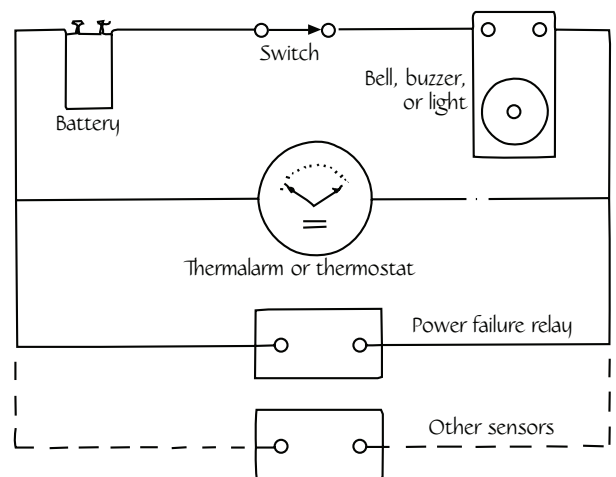 Switch
Bell, buzzer,
or light
Battery
Thermalarm or thermostat
Power failure relay
Other sensors